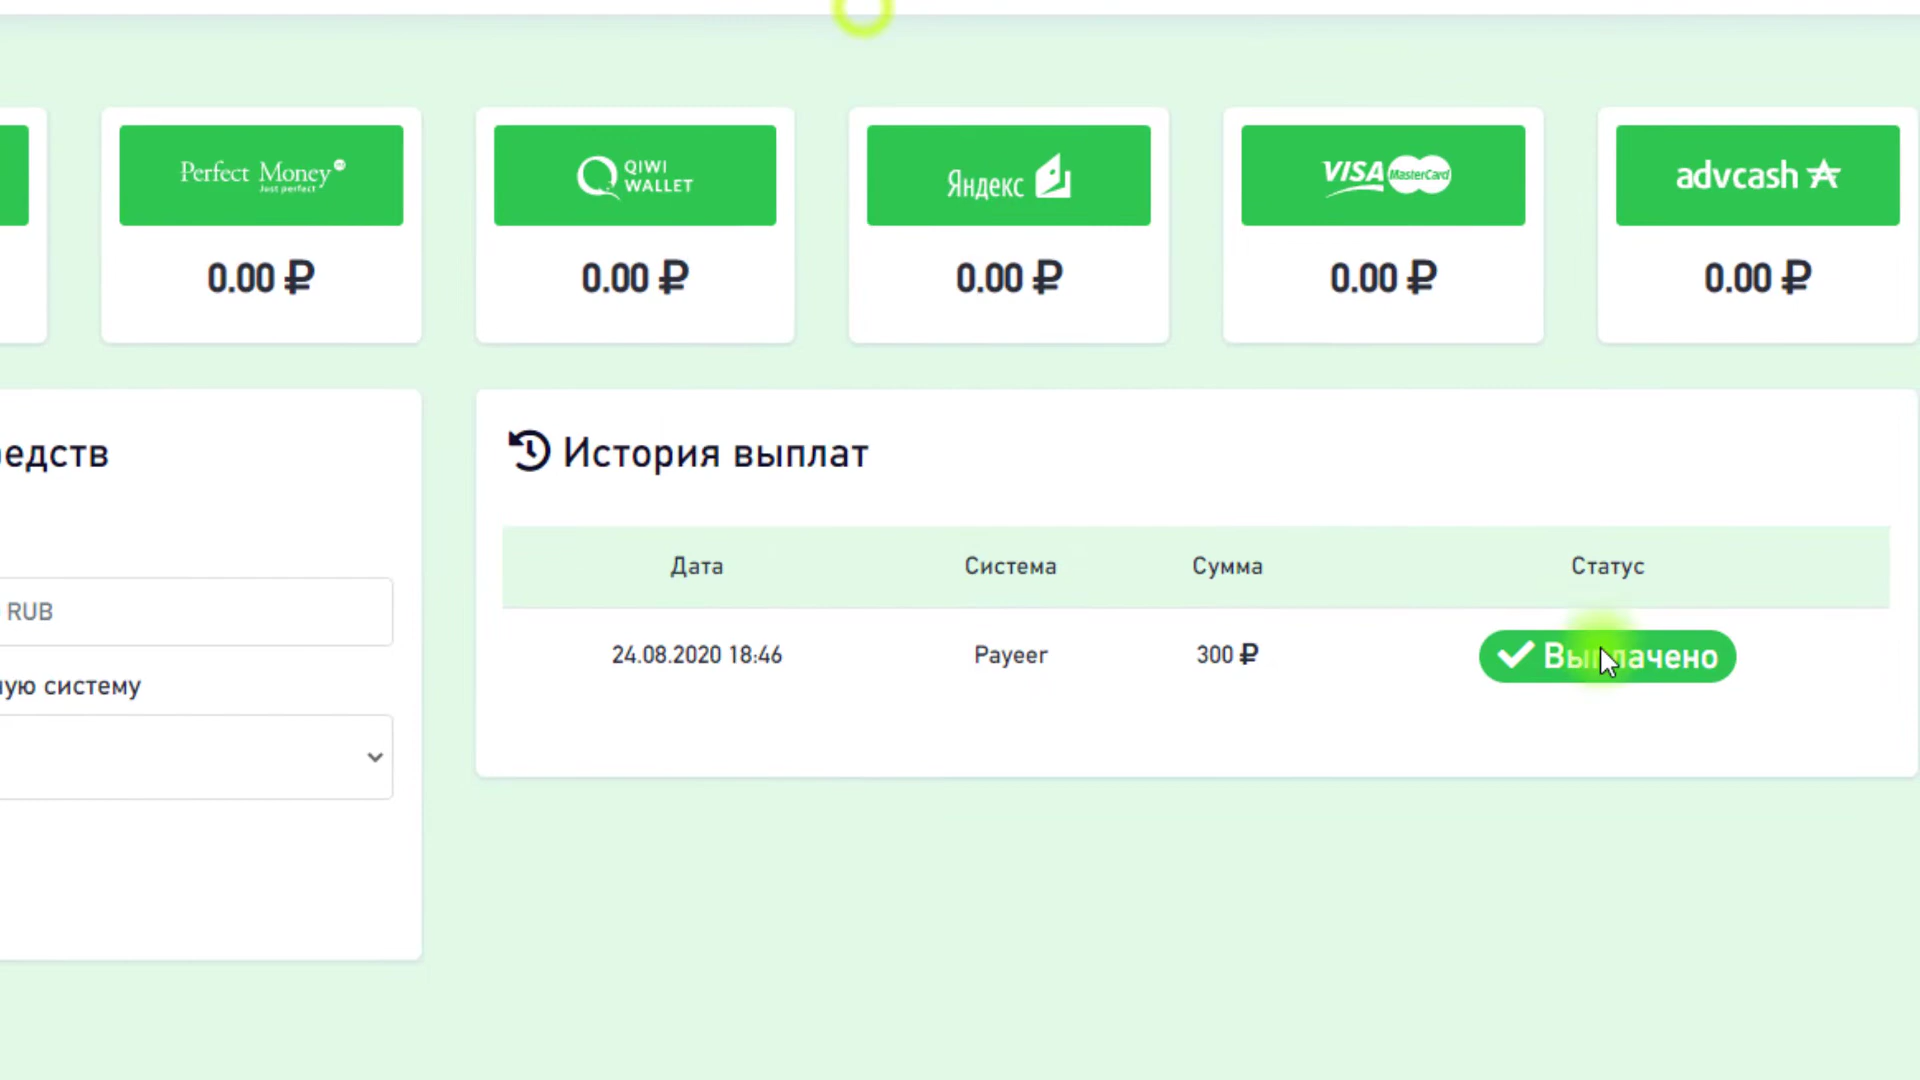 Perfect Money
Just perfect
QIWI
WALLET
Яндекс
VISA MasterCard
advcash
0.00 ₽
0.00 ₽
0.00 ₽
0.00 ₽
0.00 ₽
едств
RUB
ую систему
История выплат
Дата Система Сумма Статус
24.08.2020 18:46 Payeer 300 ₽ Выплачено